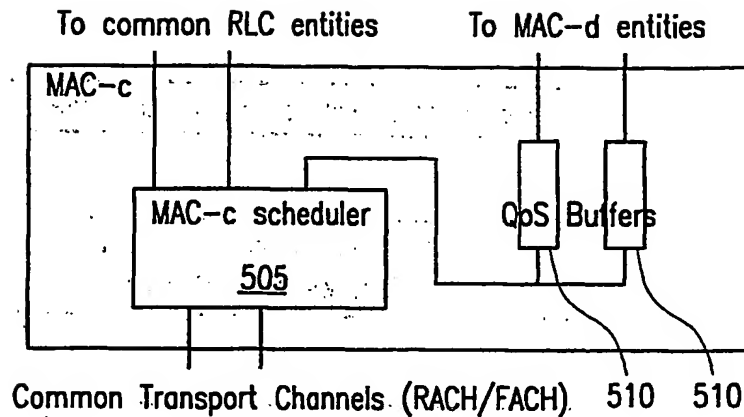 To common RLC entities To MAC-d entities
MAC-c
MAC-c scheduler
QoS Buffers
505
Common Transport Channels (RACH/FACH) 510 510